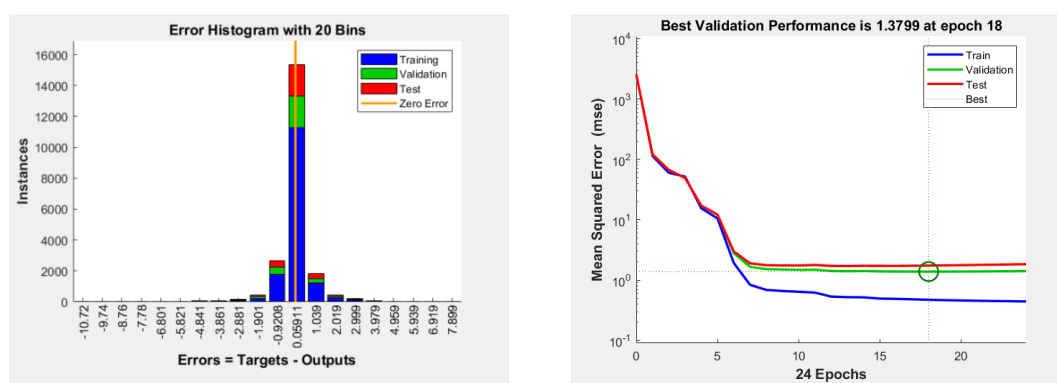 Error Histogram with 20 Bins
16000
14000
12000
10000
8000
6000
4000
2000
0
Instances
Training
Validation
Test
Zero Error
-10.72
-9.74
-8.76
-7.78
-6.801
-5.821
-4.841
-3.861
-2.881
-1.901
-0.9208
0.05911
1.039
2.019
2.999
3.979
4.959
5.939
6.919
7.899
Errors = Targets - Outputs
Best Validation Performance is 1.3799 at epoch 18
10^4
10^3
10^2
10^1
10^0
10^-1
Mean Squared Error (mse)
Train
Validation
Test
Best
0 5 10 15 20
24 Epochs